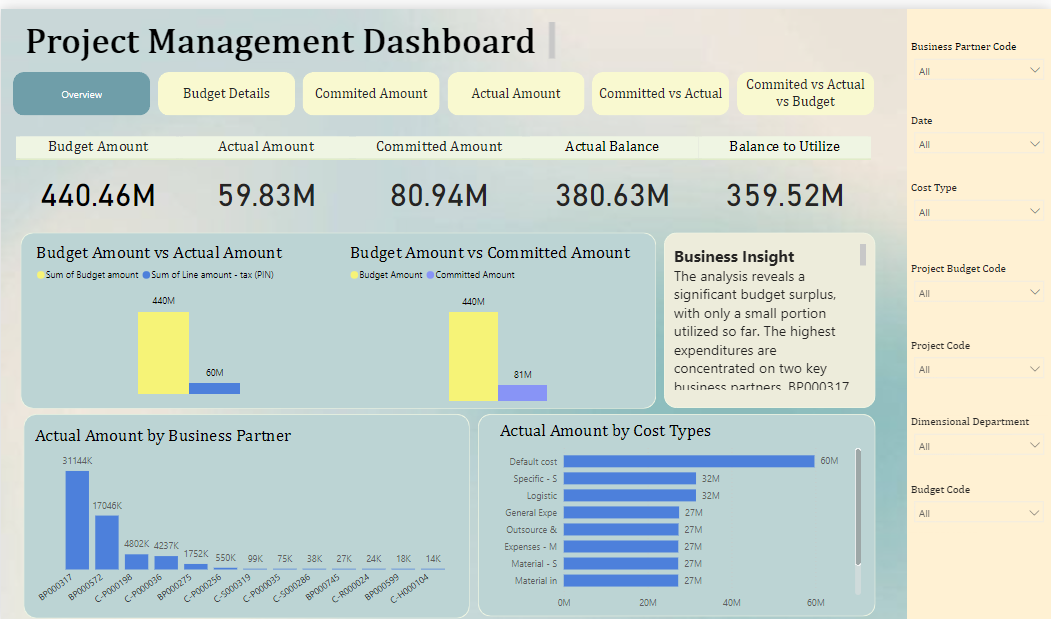 Project Management Dashboard
Overview
Budget Details
Commited Amount
Actual Amount
Committed vs Actual
Commited vs Actual
vs Budget
Budget Amount
Actual Amount
Committed Amount
Actual Balance
Balance to Utilize
440.46M
59.83M
80.94M
380.63M
359.52M
Budget Amount vs Actual Amount
Sum of Budget amount
Sum of Line amount - tax (PIN)
440M
60M
Budget Amount vs Committed Amount
Budget Amount
Committed Amount
440M
81M
Business Insight
The analysis reveals a
significant budget surplus,
with only a small portion
utilized so far. The highest
expenditures are
concentrated on two key
business partners, BP000317
Actual Amount by Business Partner
31144K
17046K
4802K
4237K
1752K
550K
99K
75K
38K
27K
24K
18K
14K
BP000317
BP000572
C-P000198
C-P000036
BP000275
C-P000256
C-S000319
C-P000035
C-S000286
BP000745
C-R000024
BP000599
C-H000104
Actual Amount by Cost Types
Default cost
60M
Specific - S
32M
Logistic
32M
General Expe
27M
Outsource &
27M
Expenses - M
27M
Material - S
27M
Material in
27M
0M
20M
40M
60M
Business Partner Code
All
Date
All
Cost Type
All
Project Budget Code
All
Project Code
All
Dimensional Department
All
Budget Code
All